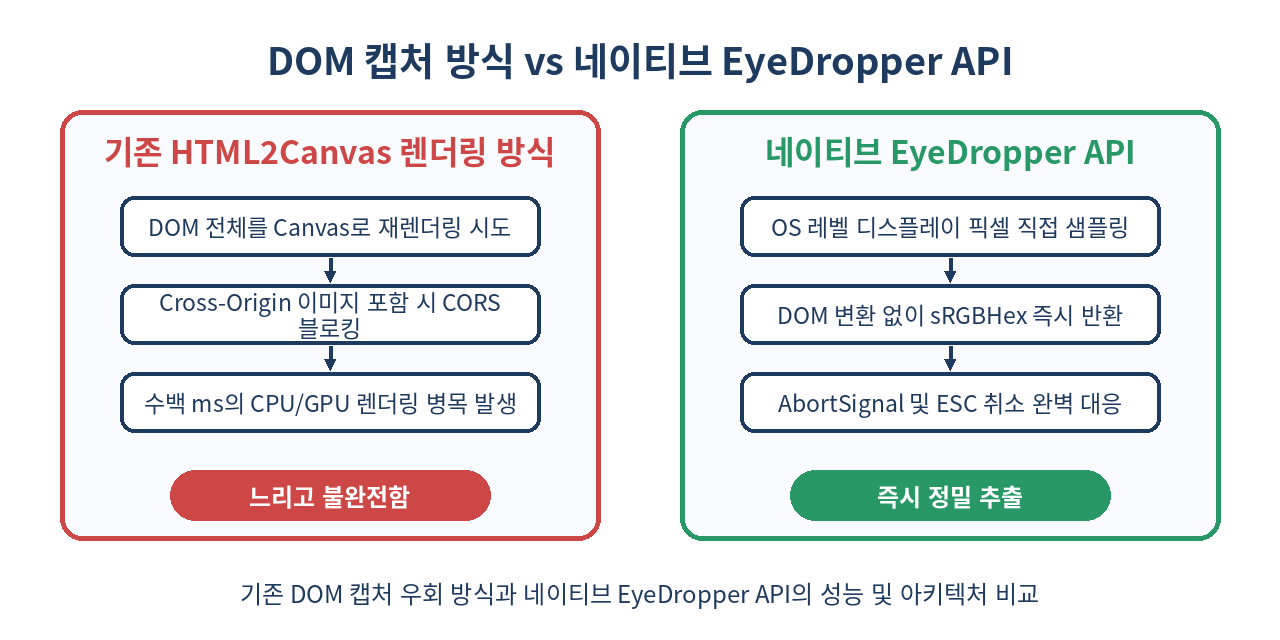 DOM 캡처 방식 vs 네이티브 EyeDropper API
기존 HTML2Canvas 렌더링 방식
DOM 전체를 Canvas로 재렌더링 시도
Cross-Origin 이미지 포함 시 CORS
블로킹
수백 ms의 CPU/GPU 렌더링 병목 발생
느리고 불완전함
네이티브 EyeDropper API
OS 레벨 디스플레이 픽셀 직접 샘플링
DOM 변환 없이 sRGBHex 즉시 반환
AbortSignal 및 ESC 취소 완벽 대응
즉시 정밀 추출
기존 DOM 캡처 우회 방식과 네이티브 EyeDropper API의 성능 및 아키텍처 비교